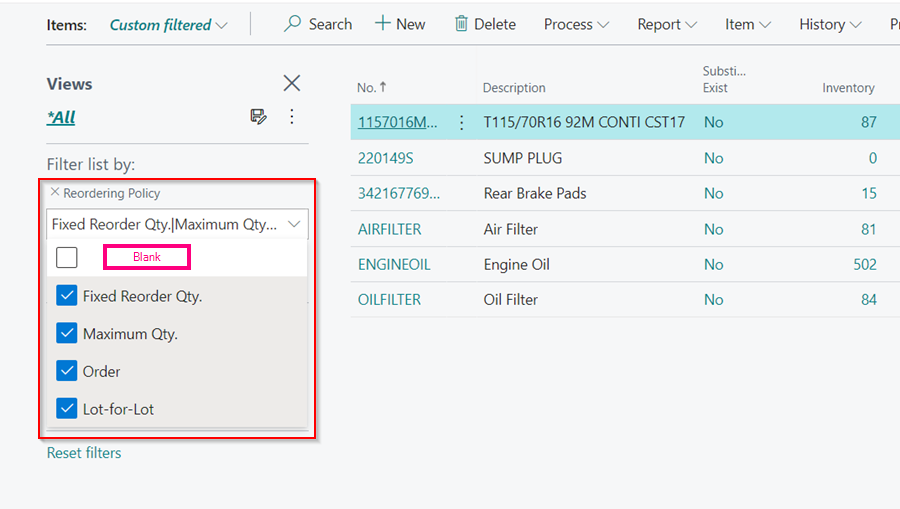 Items: Custom filtered Search New Delete Process Report Item History
Views
*All
Filter list by:
Reordering Policy
Fixed Reorder Qty.|Maximum Qty...
Blank
Fixed Reorder Qty.
Maximum Qty.
Order
Lot-for-Lot
Reset filters
No. Description Substi... Exist Inventory
1157016M... T115/70R16 92M CONTI CST17 No 87
220149S SUMP PLUG No 0
342167769... Rear Brake Pads No 15
AIRFILTER Air Filter No 81
ENGINEOIL Engine Oil No 502
OILFILTER Oil Filter No 84